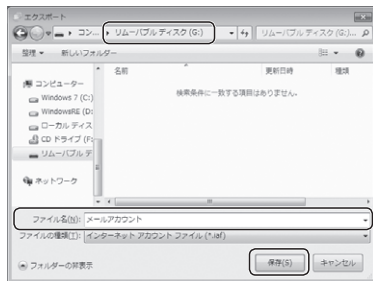 エクスポート
コン... ▸ リムーバブル ディスク (G:)
リムーバブル ディスク (G:)...
整理 ▼ 新しいフォルダー
名前 更新日時 種類
検索条件に一致する項目はありません。
コンピューター
Windows 7 (C:)
WindowsRE (D:
ローカル ディス
CD ドライブ (F:
リムーバブル デ
ネットワーク
ファイル名(N): メールアカウント
ファイルの種類(T): インターネット アカウント ファイル (*.iaf)
フォルダーの非表示
保存(S) キャンセル